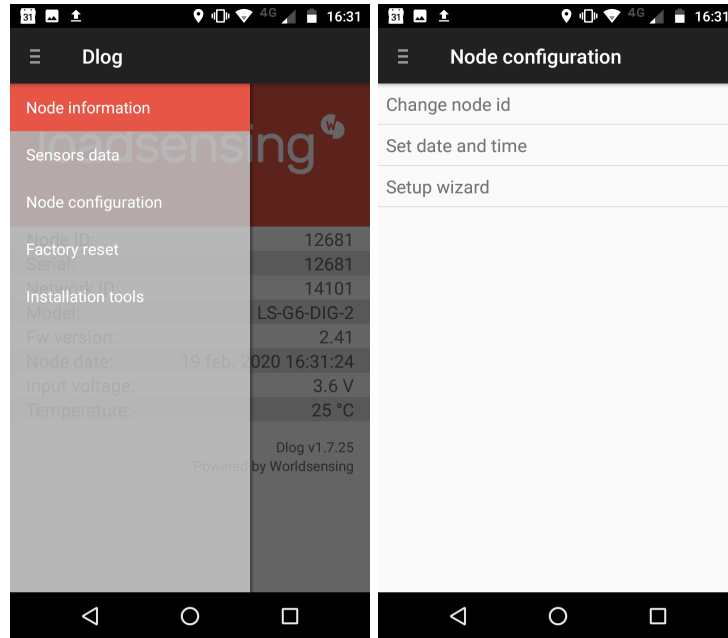 31
4G
16:31
Dlog
Node information
loadsensing
W
Sensors data
Node configuration
Node ID: 12681
Factory reset
Serial: 12681
Network ID: 14101
Installation tools
Model: LS-G6-DIG-2
Fw version: 2.41
Node date: 19 feb. 2020 16:31:24
Input voltage: 3.6 V
Temperature: 25 °C
Dlog v1.7.25
Powered by Worldsensing
31
4G
16:31
Node configuration
Change node id
Set date and time
Setup wizard